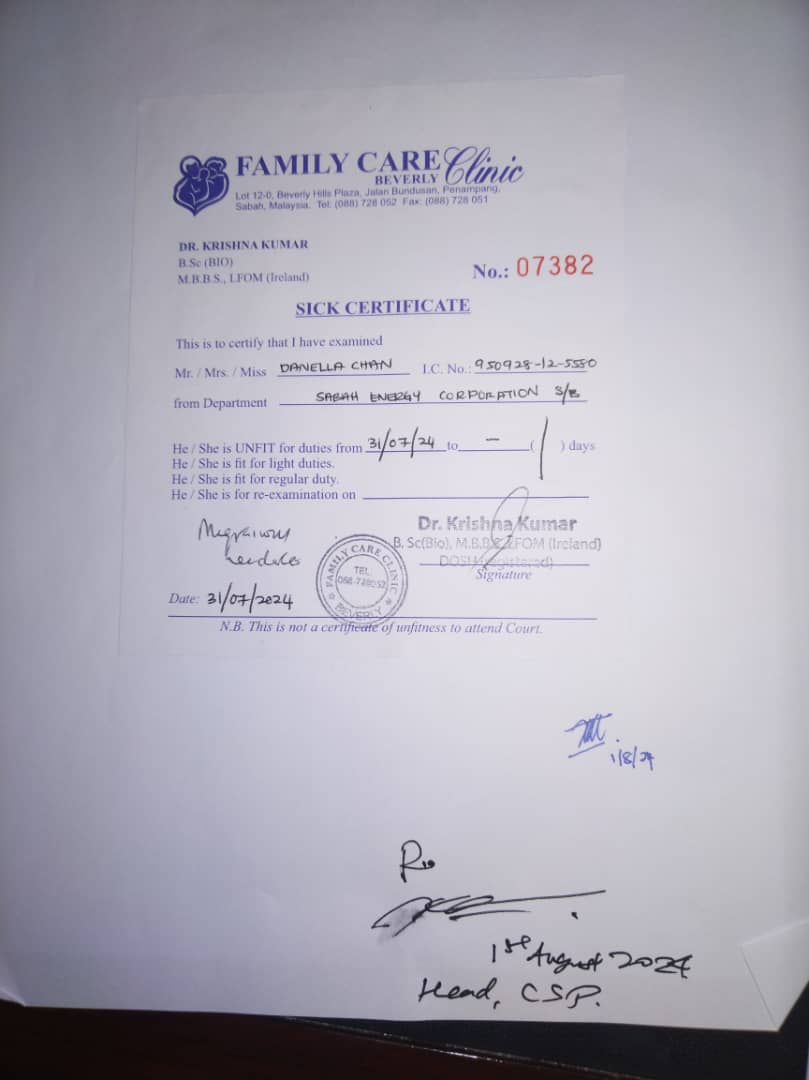 FAMILY CARE Clinic
BEVERLY
Lot 12-0, Beverly Hills Plaza, Jalan Bundusan, Penampang,
Sabah, Malaysia. Tel: (088) 728 052 Fax: (088) 728 051
DR. KRISHNA KUMAR
B.Sc (BIO)
M.B.B.S., LFOM (Ireland)
No.: 07382
SICK CERTIFICATE
This is to certify that I have examined
Mr. / Mrs. / Miss DANELLA CHAN I.C. No.: 950928-12-5580
from Department SABAH ENERGY CORPORATION S/B
He / She is UNFIT for duties from 31/07/24 to - ( 1 ) days
He / She is fit for light duties.
He / She is fit for regular duty.
He / She is for re-examination on
Dr. Krishna Kumar
B. Sc(Bio), M.B.B.S, LFOM (Ireland)
DOSH (registered)
Signature
FAMILY CARE CLINIC
TEL
088-728052
BEVERLY
Date: 31/07/2024
N.B. This is not a certificate of unfitness to attend Court.
1/8/24
1st August 2024
Head, CSP.